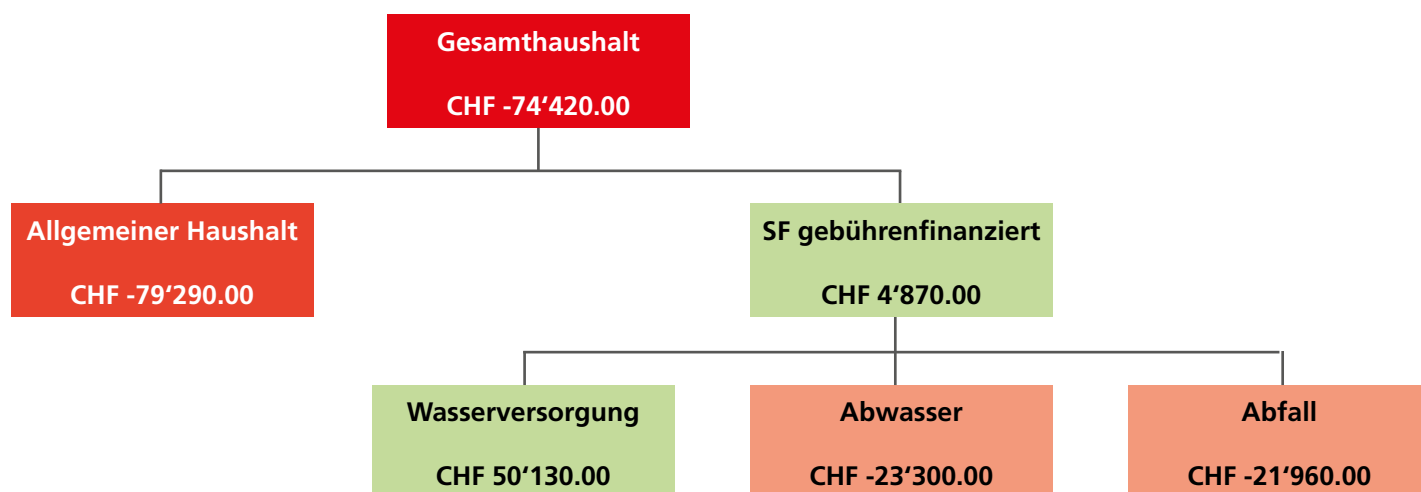 Gesamthaushalt
CHF -74‘420.00
Allgemeiner Haushalt
CHF -79‘290.00
SF gebührenfinanziert
CHF 4‘870.00
Wasserversorgung
CHF 50‘130.00
Abwasser
CHF -23‘300.00
Abfall
CHF -21‘960.00